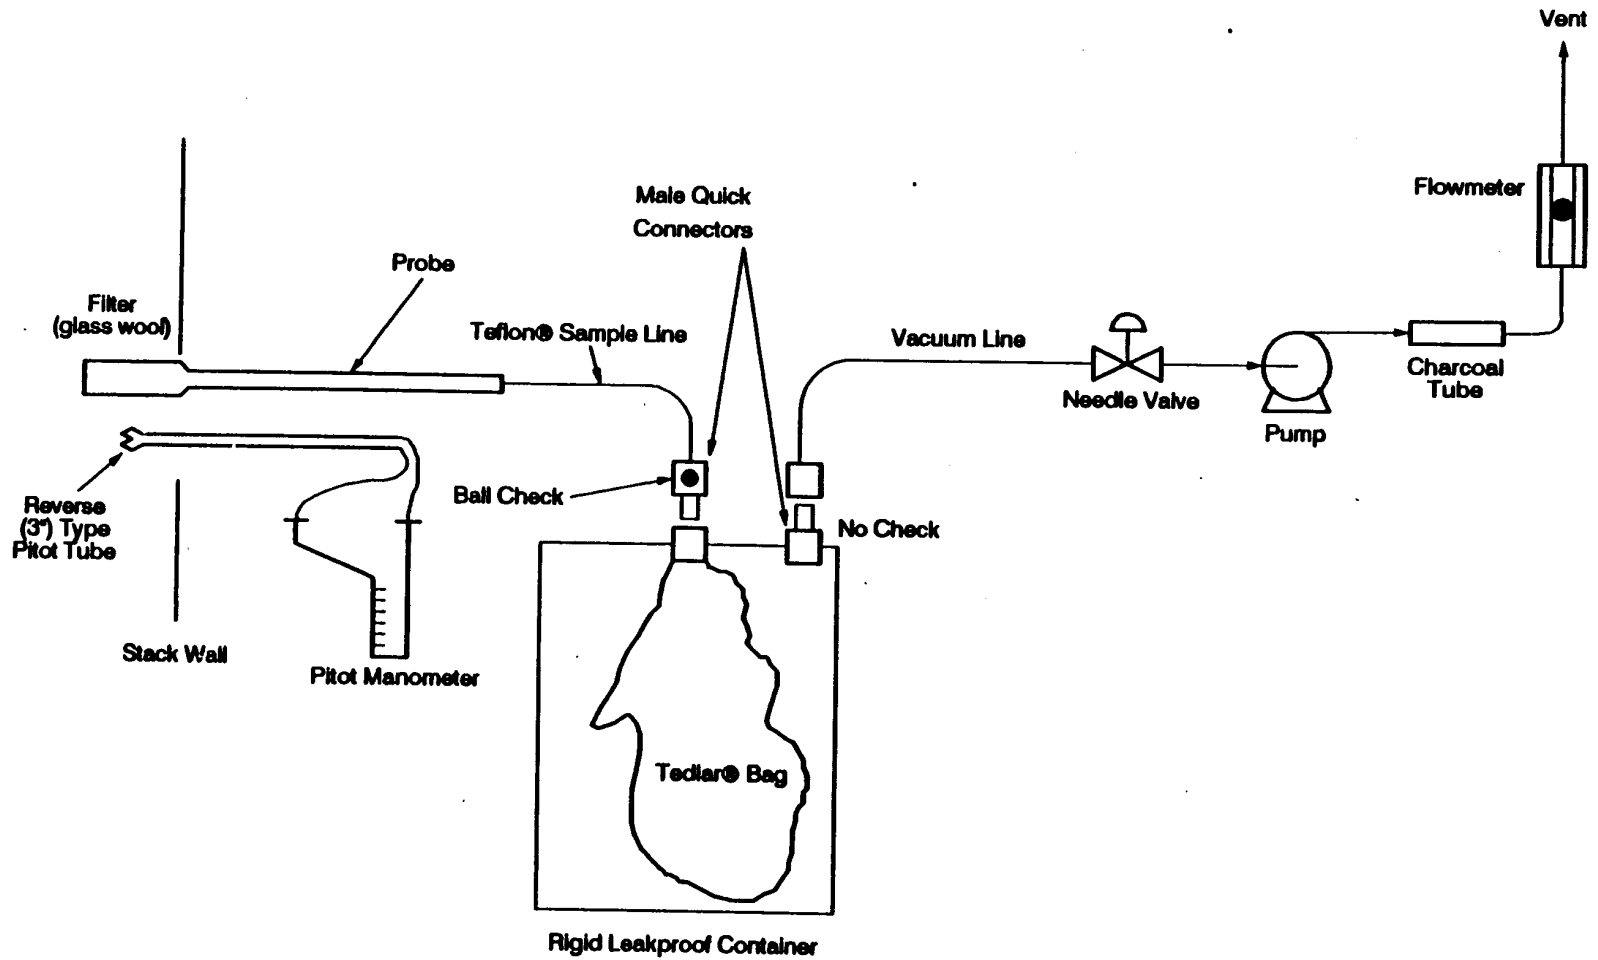 Vent
Flowmeter
Male Quick
Connectors
Probe
Filter
(glass wool)
Teflon® Sample Line
Vacuum Line
Needle Valve
Charcoal
Tube
Pump
Ball Check
No Check
Reverse
(3") Type
Pitot Tube
Stack Wall
Pitot Manometer
Tedlar® Bag
Rigid Leakproof Container